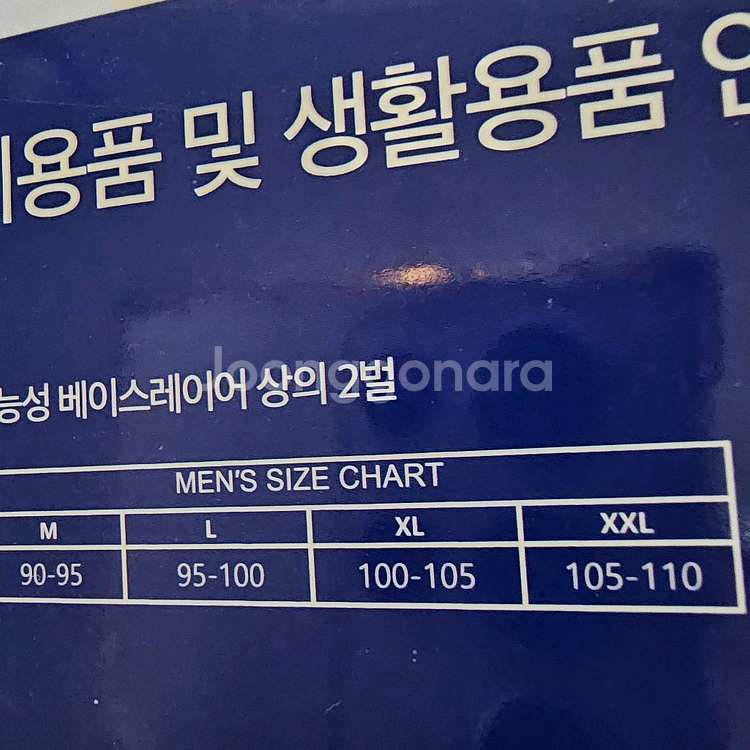 용품 및 생활용품
Joonggonara
능성 베이스레이어 상의 2벌
MEN'S SIZE CHART
M L XL XXL
90-95 95-100 100-105 105-110